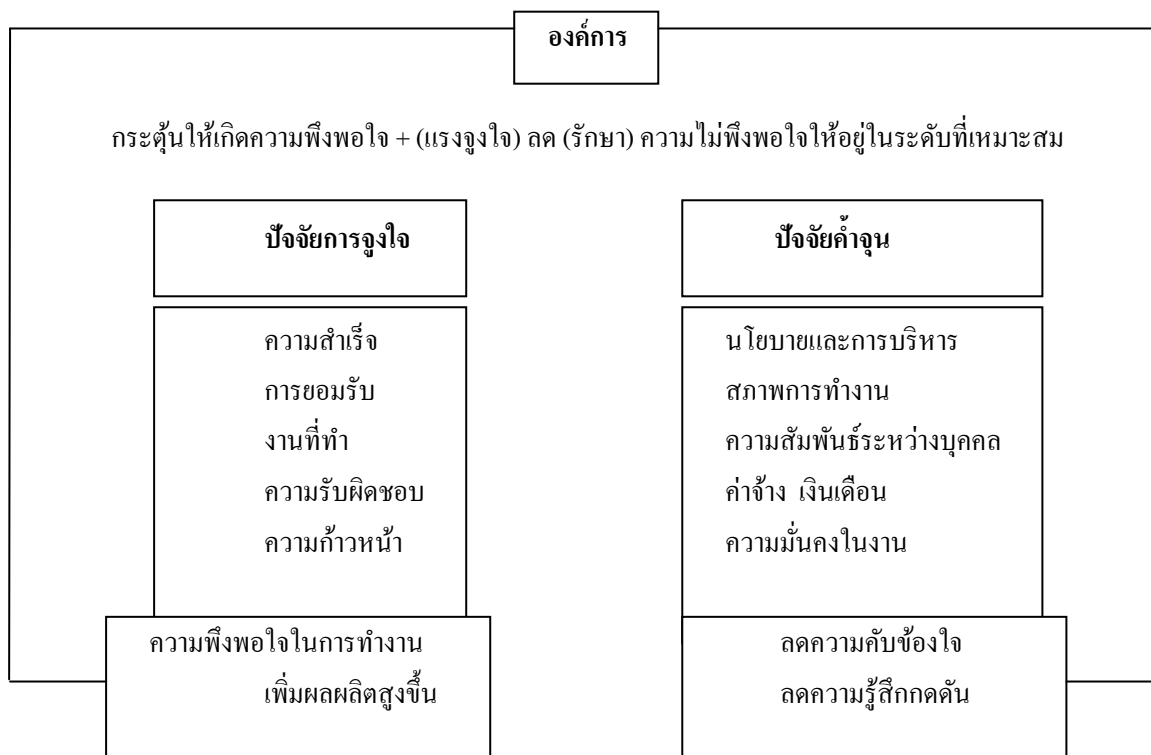 องค์การ
กระตุ้นให้เกิดความพึงพอใจ + (แรงจูงใจ) ลด (รักษา) ความไม่พึงพอใจให้อยู่ในระดับที่เหมาะสม
ปัจจัยการจูงใจ
ความสำเร็จ
การยอมรับ
งานที่ทำ
ความรับผิดชอบ
ความก้าวหน้า
ความพึงพอใจในการทำงาน
เพิ่มผลผลิตสูงขึ้น
ปัจจัยค้ำจุน
นโยบายและการบริหาร
สภาพการทำงาน
ความสัมพันธ์ระหว่างบุคคล
ค่าจ้าง เงินเดือน
ความมั่นคงในงาน
ลดความคับข้องใจ
ลดความรู้สึกกดดัน